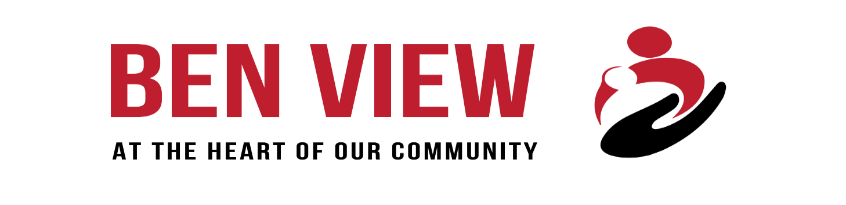 BEN VIEW
AT THE HEART OF OUR COMMUNITY